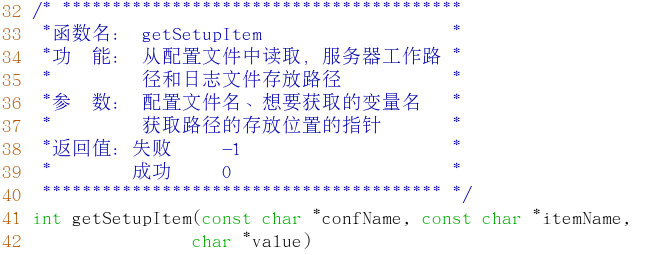 32 /* ******************************************
33  *函数名： getSetupItem                    *
34  *功  能： 从配置文件中读取，服务器工作路 *
35  *         径和日志文件存放路径            *
36  *参  数： 配置文件名、想要获取的变量名   *
37  *         获取路径的存放位置的指针        *
38  *返回值：失败     -1                      *
39  *        成功     0                       *
40  ****************************************** */
41 int getSetupItem(const char *confName, const char *itemName,
42                  char *value)